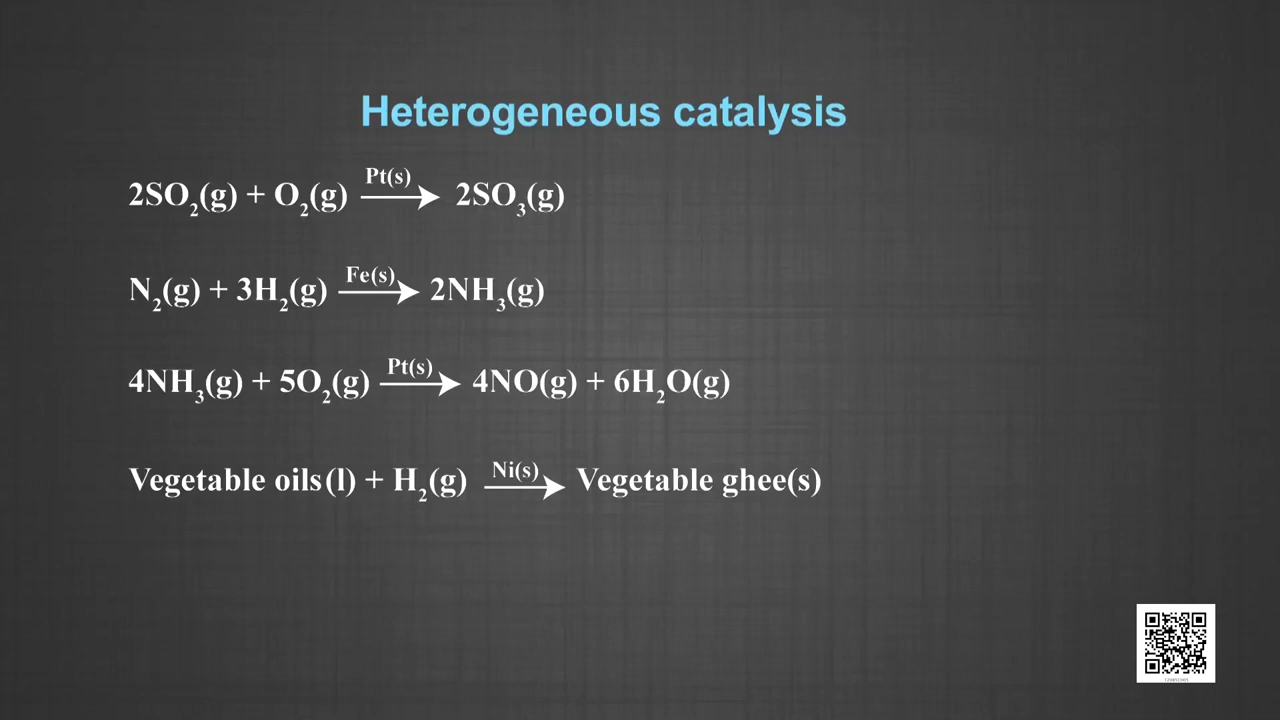 Heterogeneous catalysis
2SO₂(g) + O₂(g) Pt(s)⟶ 2SO₃(g)
N₂(g) + 3H₂(g) Fe(s)⟶ 2NH₃(g)
4NH₃(g) + 5O₂(g) Pt(s)⟶ 4NO(g) + 6H₂O(g)
Vegetable oils(l) + H₂(g) Ni(s)⟶ Vegetable ghee(s)